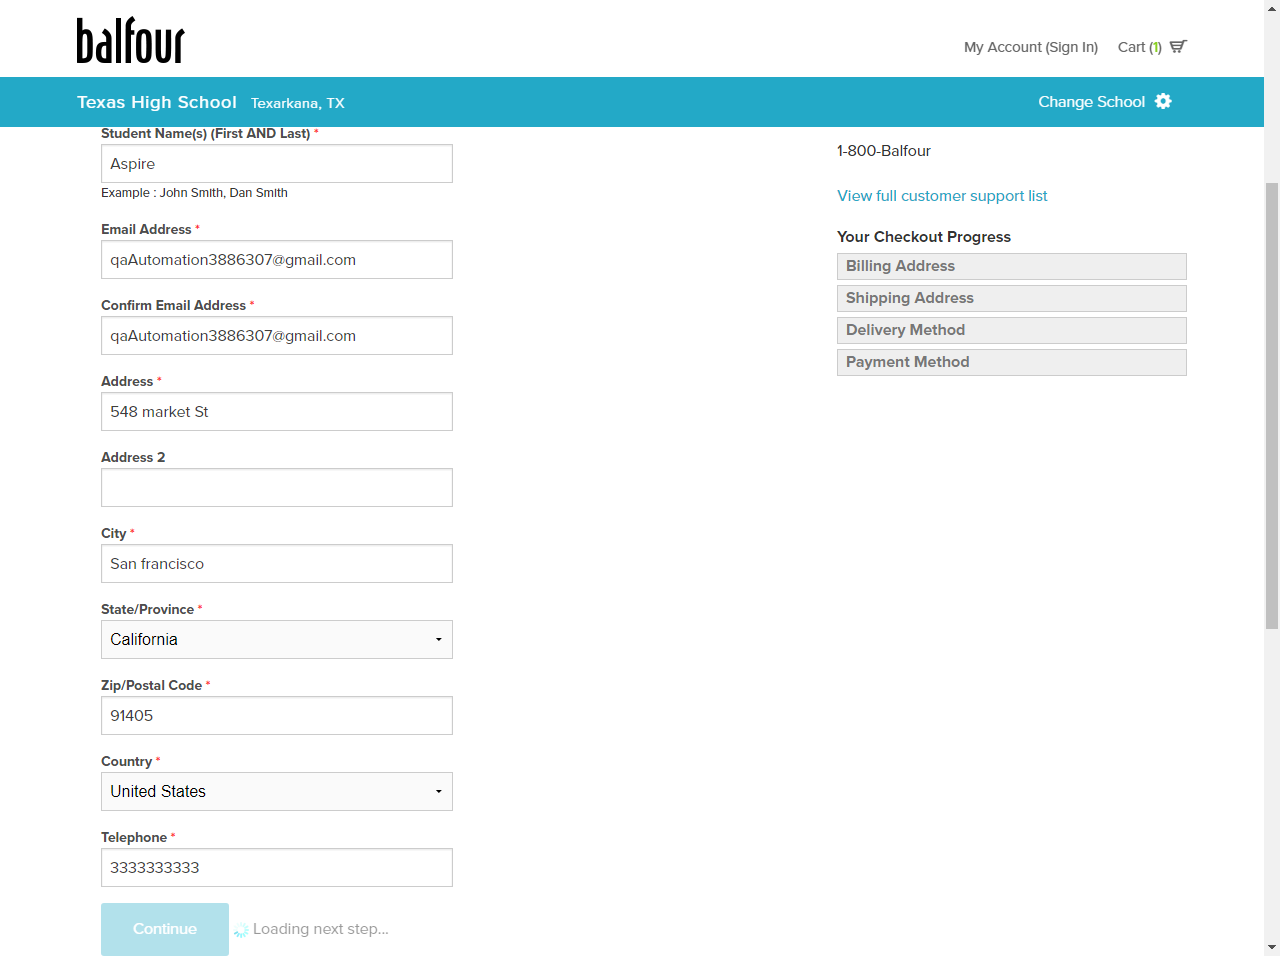 balfour
My Account (Sign In) Cart (1)
Texas High School Texarkana, TX Change School
Student Name(s) (First AND Last) *
Aspire
Example : John Smith, Dan Smith
Email Address *
qaAutomation3886307@gmail.com
Confirm Email Address *
qaAutomation3886307@gmail.com
Address *
548 market St
Address 2
City *
San francisco
State/Province *
California
Zip/Postal Code *
91405
Country *
United States
Telephone *
3333333333
Continue Loading next step...
1-800-Balfour
View full customer support list
Your Checkout Progress
Billing Address
Shipping Address
Delivery Method
Payment Method